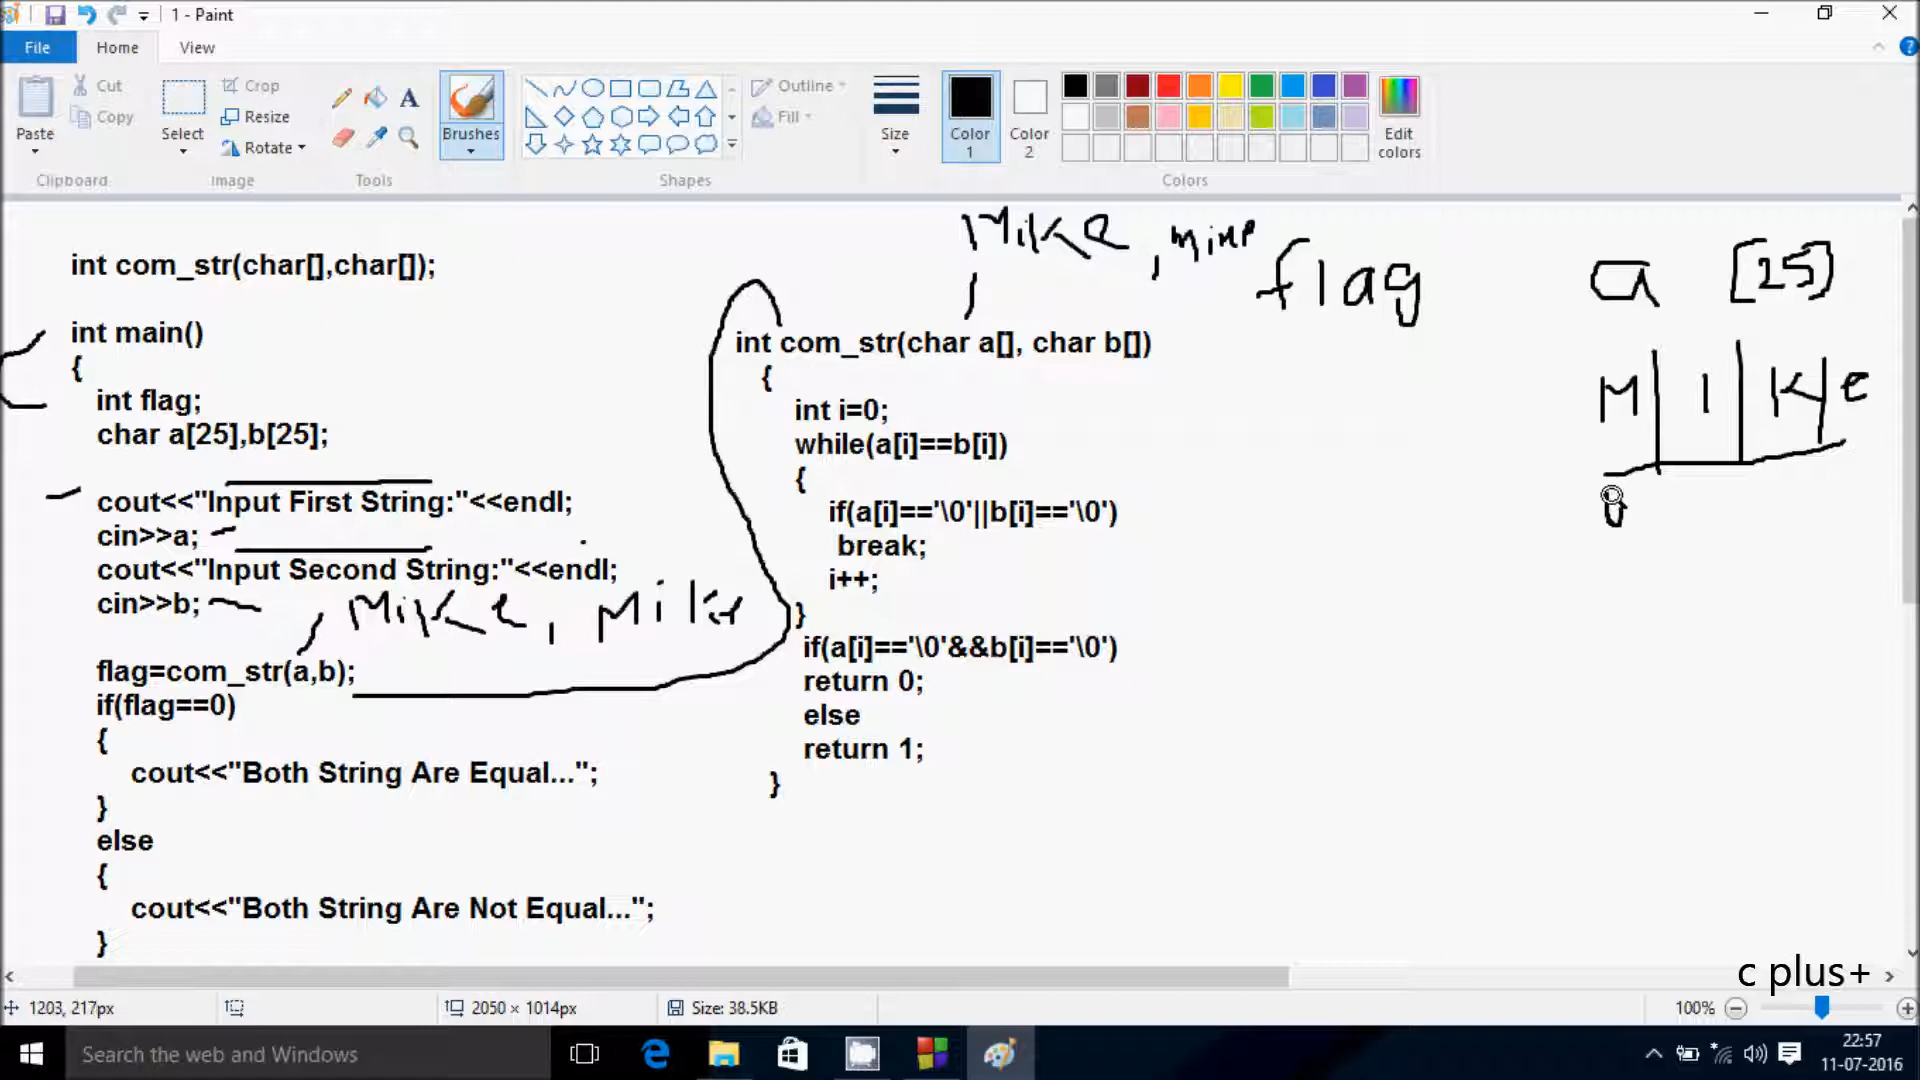 1 - Paint
File Home View
Paste
Cut
Copy
Clipboard
Select
Crop
Resize
Rotate
Image
Tools
Brushes
Shapes
Outline
Fill
Size
Color 1
Color 2
Edit colors
Colors
int com_str(char[],char[]);
int main()
{
int flag;
char a[25],b[25];
cout<<"Input First String:"<<endl;
cin>>a;
cout<<"Input Second String:"<<endl;
cin>>b;
, Mike, Mike
flag=com_str(a,b);
if(flag==0)
{
cout<<"Both String Are Equal...";
}
else
{
cout<<"Both String Are Not Equal...";
}
Mike,
flag
int com_str(char a[], char b[])
{
int i=0;
while(a[i]==b[i])
{
if(a[i]=='\0'||b[i]=='\0')
break;
i++;
}
if(a[i]=='\0'&&b[i]=='\0')
return 0;
else
return 1;
}
a [25]
M I K e
0
c plus+
1203, 217px
2050 × 1014px
Size: 38.5KB
100%
Search the web and Windows
22:57
11-07-2016